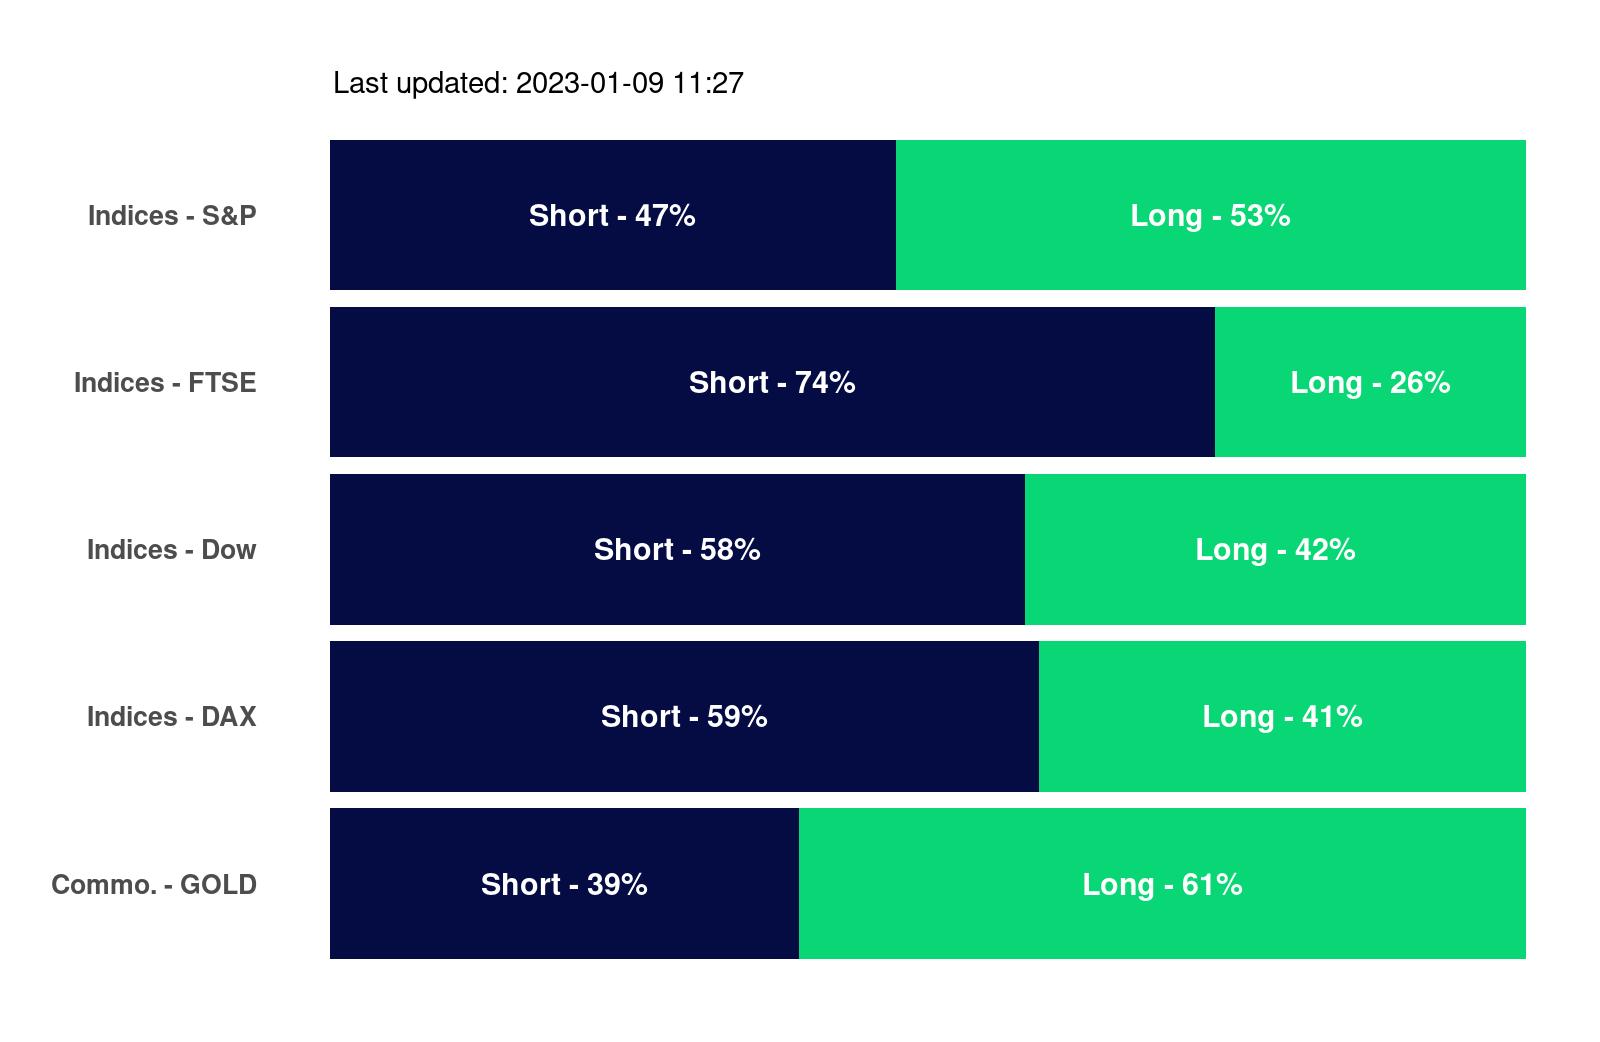 Last updated: 2023-01-09 11:27
Indices - S&P Short - 47% Long - 53%
Indices - FTSE Short - 74% Long - 26%
Indices - Dow Short - 58% Long - 42%
Indices - DAX Short - 59% Long - 41%
Commo. - GOLD Short - 39% Long - 61%